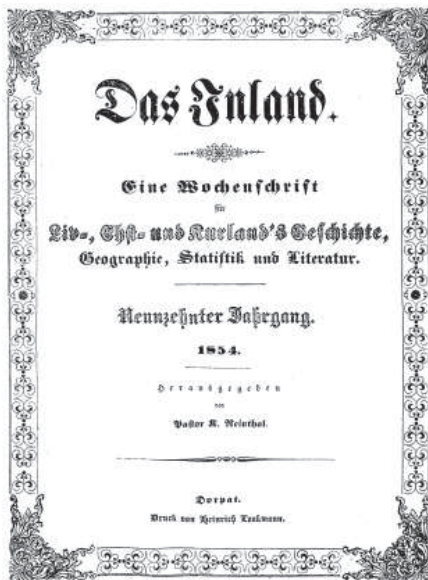 Das Inland.
Eine Wochenschrift
für
Liv-, Ehst- und Kurland's Geschichte,
Geographie, Statistik und Literatur.
Neunzehnter Jahrgang.
1854.
Herausgegeben
von
Pastor K. Reinthal.
Dorpat.
Druck von Heinrich Laakmann.